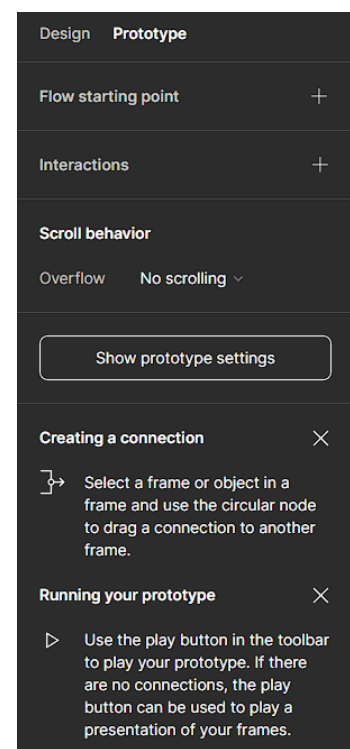 Design Prototype
Flow starting point
Interactions
Scroll behavior
Overflow No scrolling
Show prototype settings
Creating a connection
Select a frame or object in a
frame and use the circular node
to drag a connection to another
frame.
Running your prototype
Use the play button in the toolbar
to play your prototype. If there
are no connections, the play
button can be used to play a
presentation of your frames.